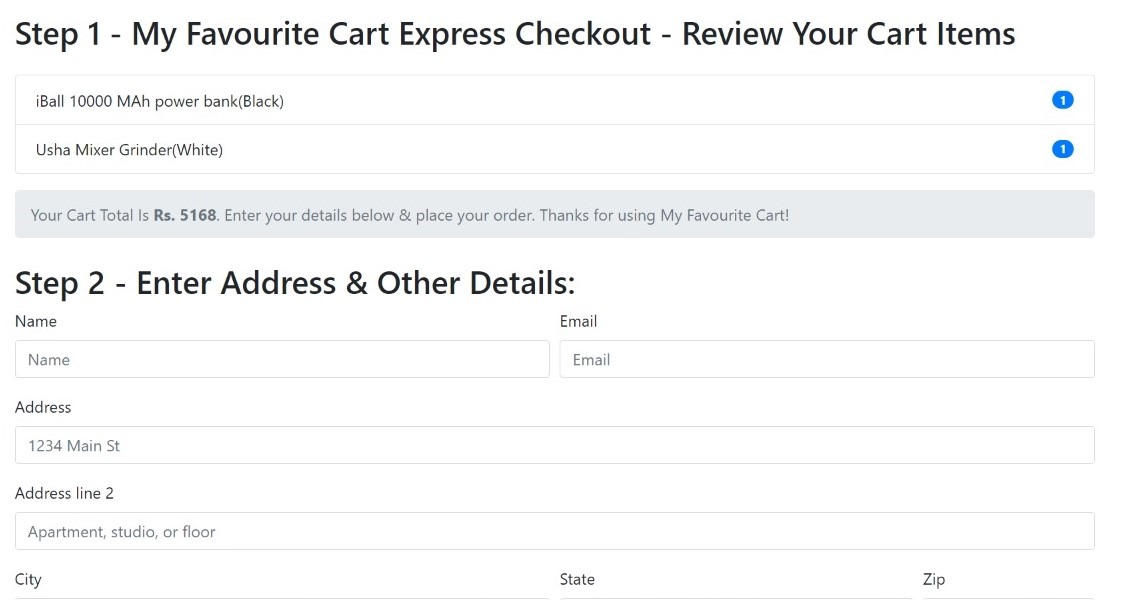 Step 1 - My Favourite Cart Express Checkout - Review Your Cart Items
iBall 10000 MAh power bank(Black) 1
Usha Mixer Grinder(White) 1
Your Cart Total Is Rs. 5168. Enter your details below & place your order. Thanks for using My Favourite Cart!
Step 2 - Enter Address & Other Details:
Name Email
Name Email
Address
1234 Main St
Address line 2
Apartment, studio, or floor
City State Zip